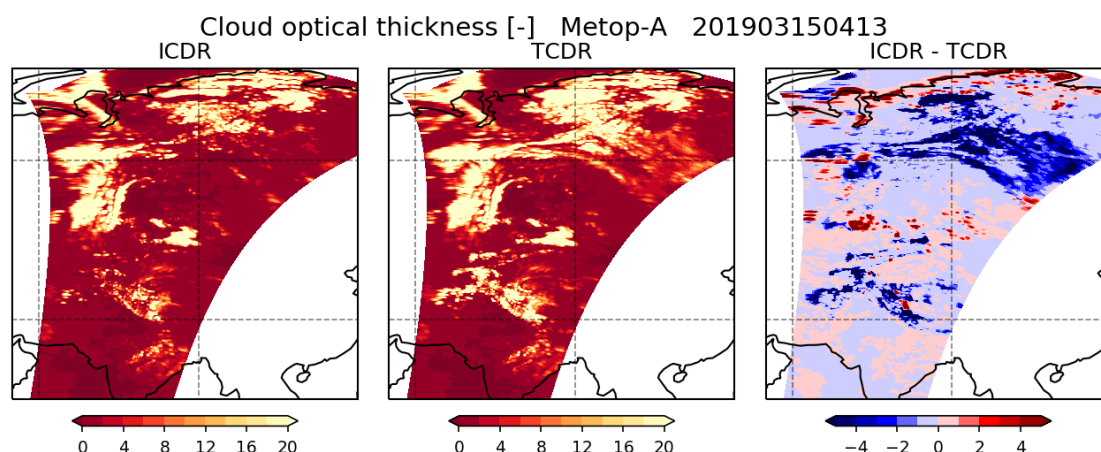 Cloud optical thickness [-]   Metop-A   201903150413
ICDR
TCDR
ICDR - TCDR
0 4 8 12 16 20
0 4 8 12 16 20
−4 −2 0 2 4